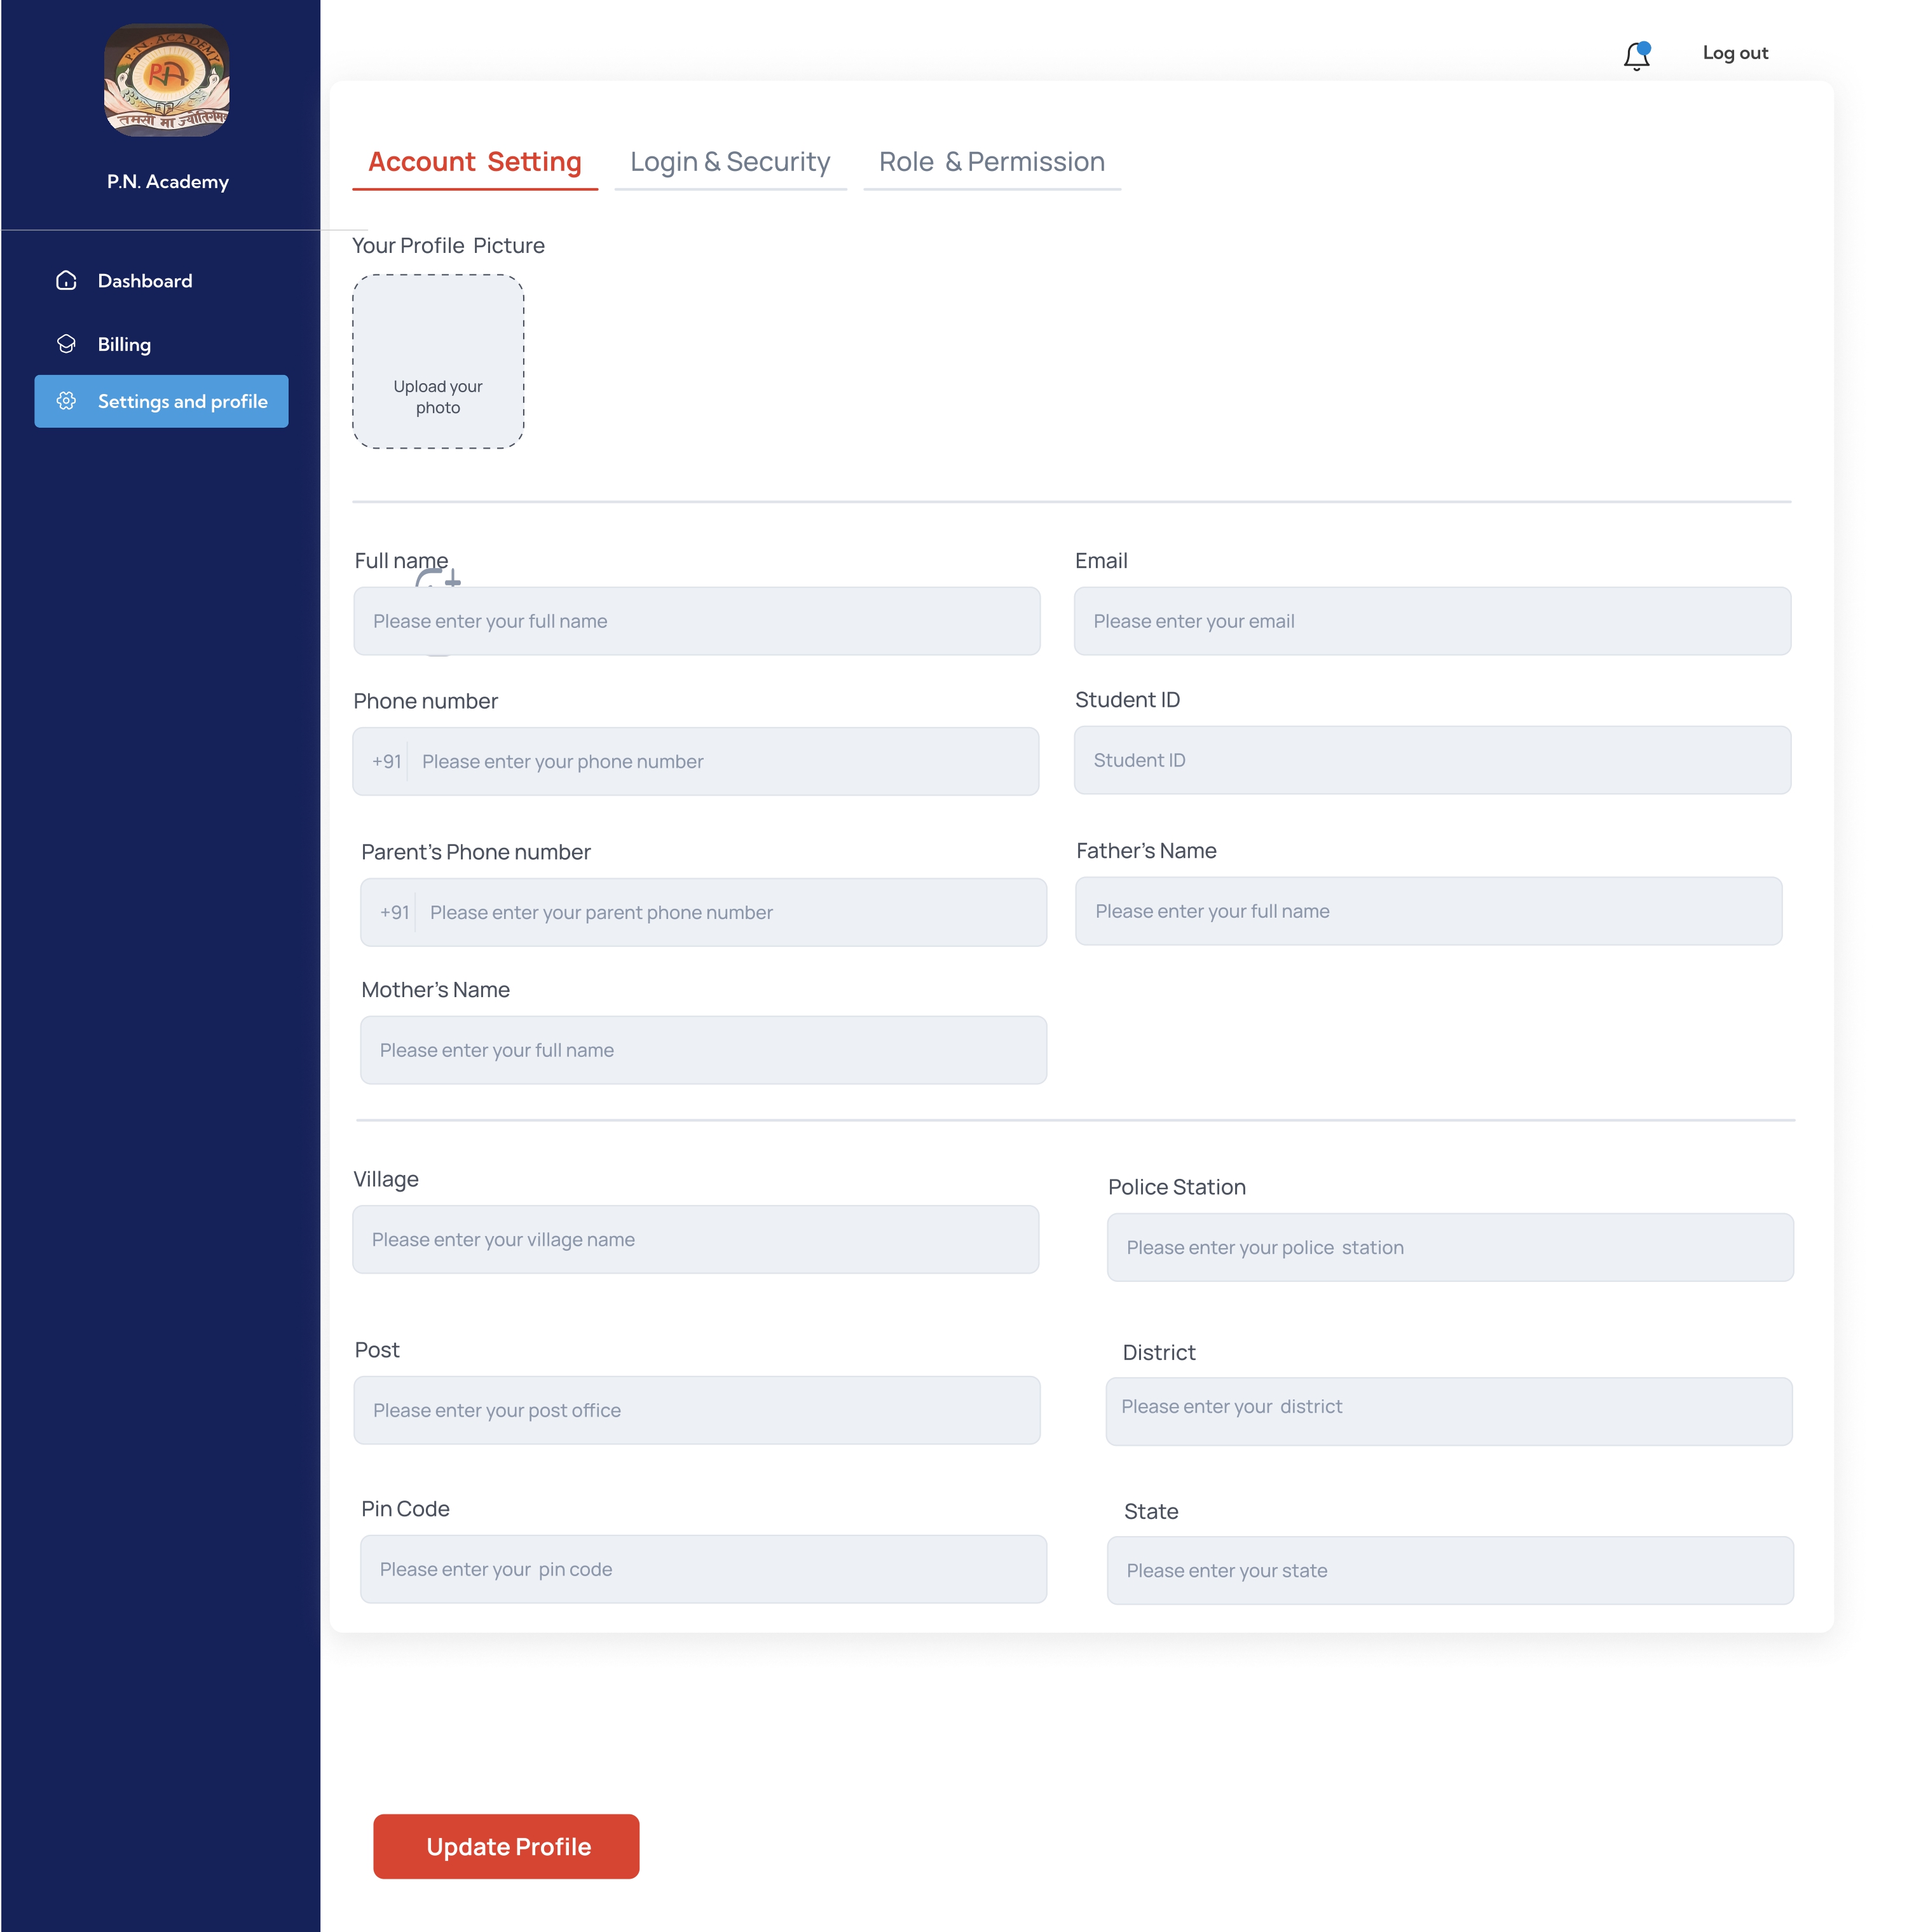 P.N. ACADEMY
PA
तमसो मा ज्योतिर्गमय
P.N. Academy
Dashboard
Billing
Settings and profile
Log out
Account Setting
Login & Security
Role & Permission
Your Profile Picture
Upload your
photo
Full name
Please enter your full name
Email
Please enter your email
Phone number
+91 Please enter your phone number
Student ID
Student ID
Parent's Phone number
+91 Please enter your parent phone number
Father's Name
Please enter your full name
Mother's Name
Please enter your full name
Village
Please enter your village name
Police Station
Please enter your police station
Post
Please enter your post office
District
Please enter your district
Pin Code
Please enter your pin code
State
Please enter your state
Update Profile